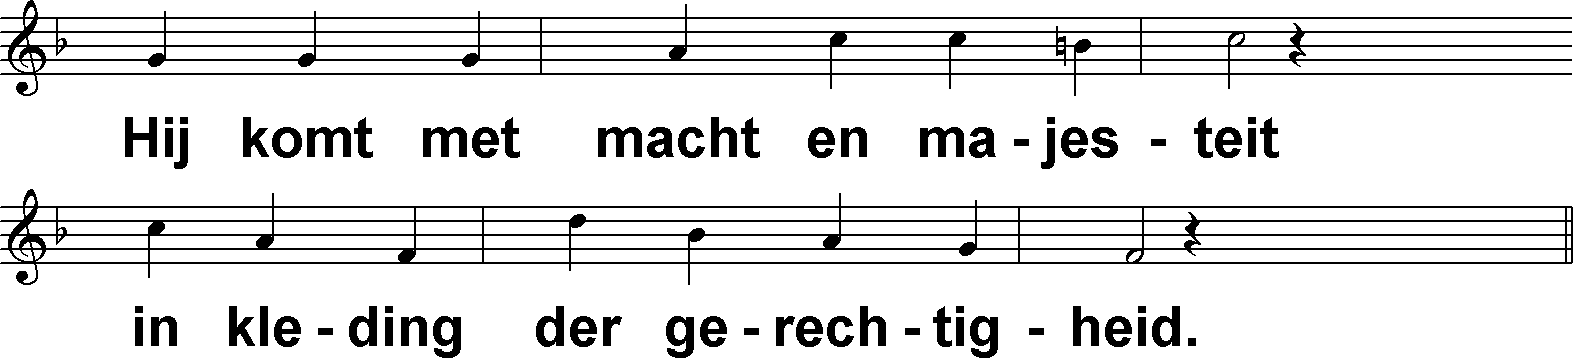 Hij komt met macht en ma - jes - teit
in kle - ding der ge - rech - tig - heid.